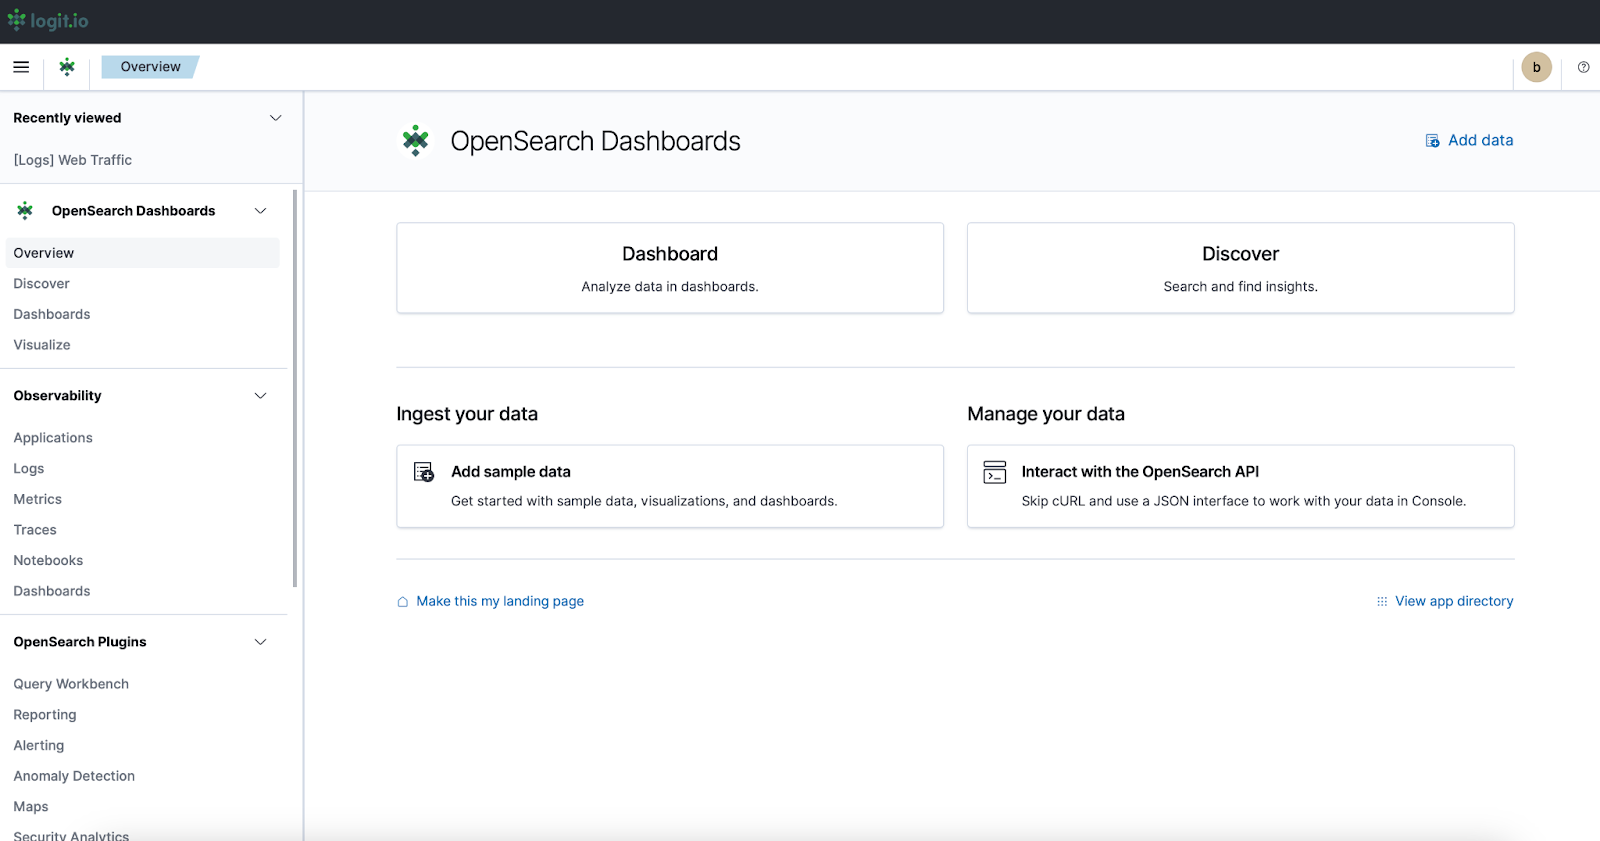 logit.io
Overview
b
Recently viewed
[Logs] Web Traffic
OpenSearch Dashboards
Overview
Discover
Dashboards
Visualize
Observability
Applications
Logs
Metrics
Traces
Notebooks
Dashboards
OpenSearch Plugins
Query Workbench
Reporting
Alerting
Anomaly Detection
Maps
Security Analytics
OpenSearch Dashboards
Add data
Dashboard
Analyze data in dashboards.
Discover
Search and find insights.
Ingest your data
Add sample data
Get started with sample data, visualizations, and dashboards.
Manage your data
Interact with the OpenSearch API
Skip cURL and use a JSON interface to work with your data in Console.
Make this my landing page
View app directory